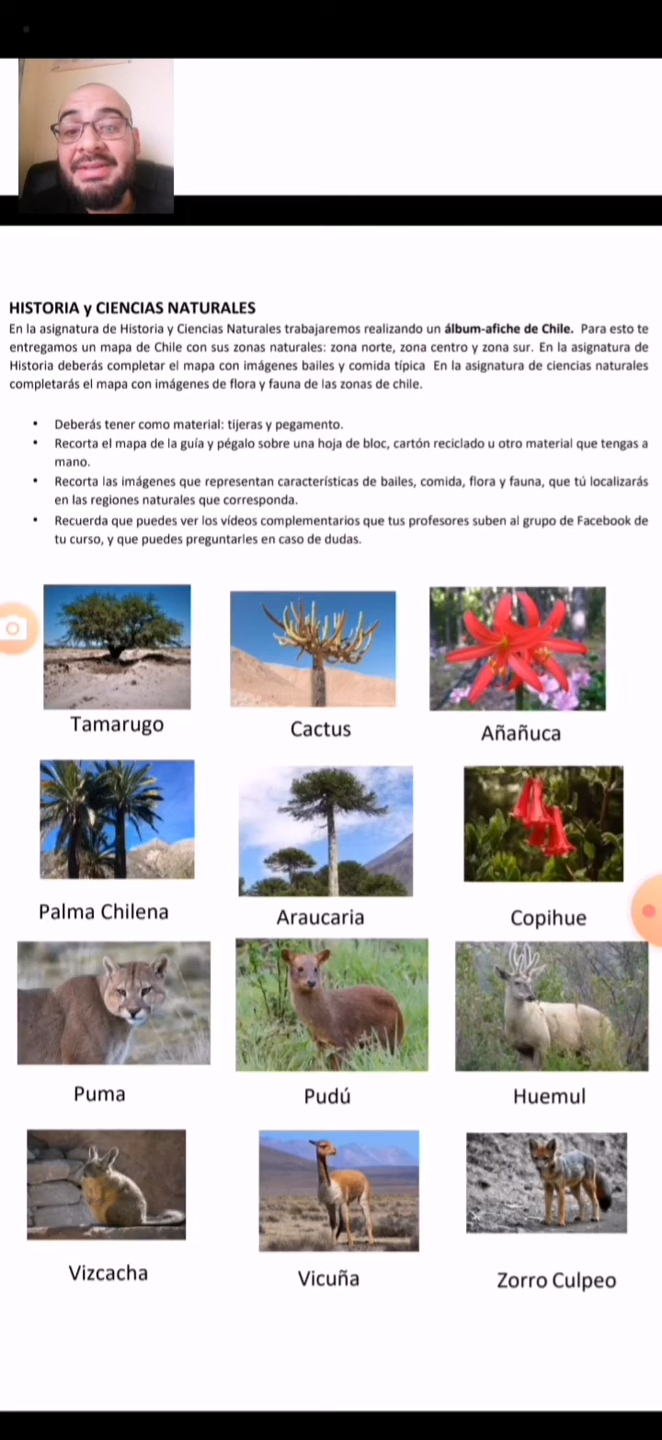 HISTORIA y CIENCIAS NATURALES
En la asignatura de Historia y Ciencias Naturales trabajaremos realizando un álbum-afiche de Chile. Para esto te
entregamos un mapa de Chile con sus zonas naturales: zona norte, zona centro y zona sur. En la asignatura de
Historia deberás completar el mapa con imágenes bailes y comida típica En la asignatura de ciencias naturales
completarás el mapa con imágenes de flora y fauna de las zonas de chile.
• Deberás tener como material: tijeras y pegamento.
• Recorta el mapa de la guía y pégalo sobre una hoja de bloc, cartón reciclado u otro material que tengas a
mano.
• Recorta las imágenes que representan características de bailes, comida, flora y fauna, que tú localizarás
en las regiones naturales que corresponda.
• Recuerda que puedes ver los vídeos complementarios que tus profesores suben al grupo de Facebook de
tu curso, y que puedes preguntarles en caso de dudas.
Tamarugo
Cactus
Añañuca
Palma Chilena
Araucaria
Copihue
Puma
Pudú
Huemul
Vizcacha
Vicuña
Zorro Culpeo